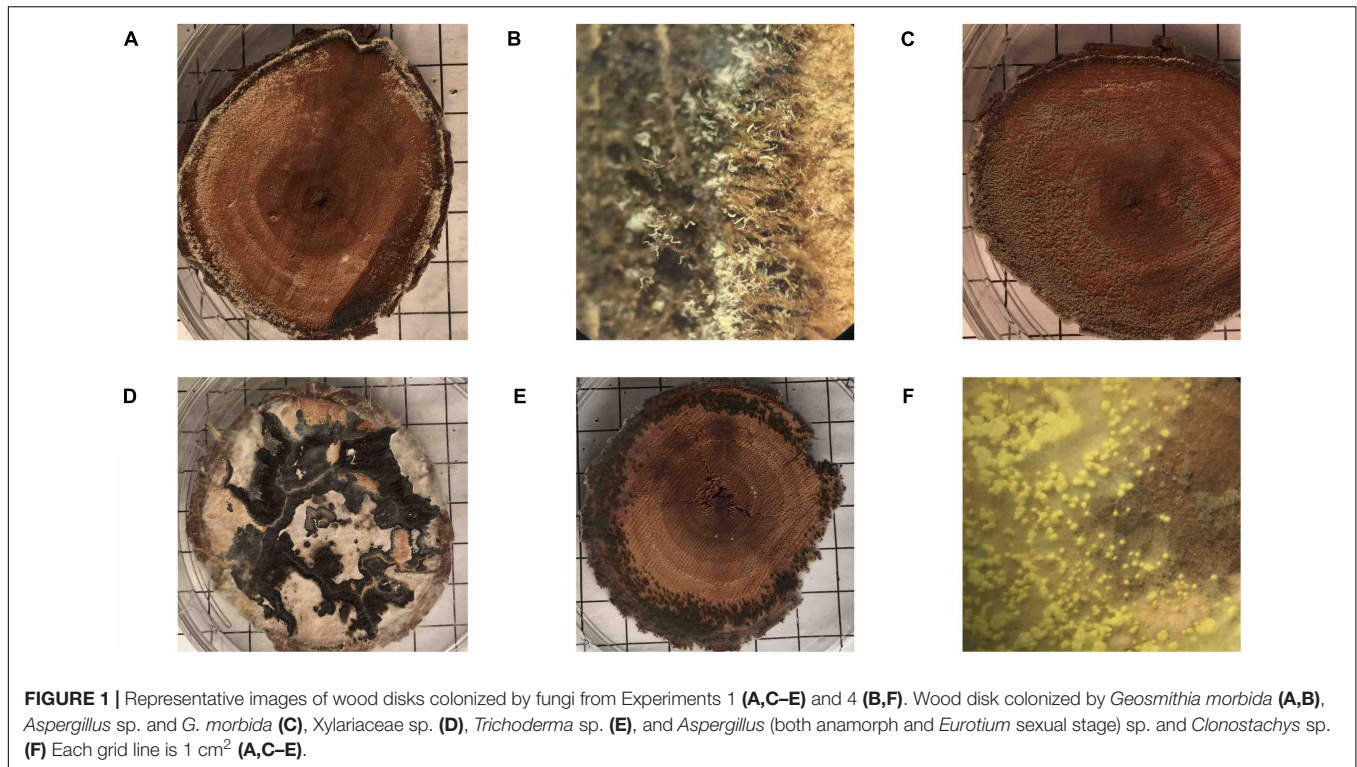 A
B
C
D
E
F
FIGURE 1 | Representative images of wood disks colonized by fungi from Experiments 1 (A,C–E) and 4 (B,F). Wood disk colonized by Geosmithia morbida (A,B),
Aspergillus sp. and G. morbida (C), Xylariaceae sp. (D), Trichoderma sp. (E), and Aspergillus (both anamorph and Eurotium sexual stage) sp. and Clonostachys sp.
(F) Each grid line is 1 cm² (A,C–E).